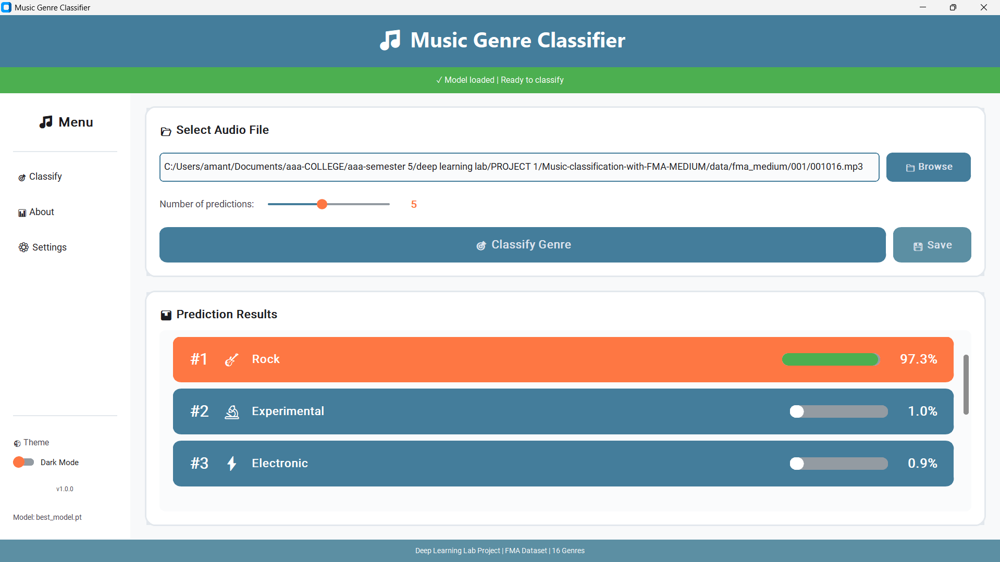 Music Genre Classifier
Music Genre Classifier
✓ Model loaded | Ready to classify
Menu
Classify
About
Settings
Theme
Dark Mode
v1.0.0
Model: best_model.pt
Select Audio File
C:/Users/amant/Documents/aaa-COLLEGE/aaa-semester 5/deep learning lab/PROJECT 1/Music-classification-with-FMA-MEDIUM/data/fma_medium/001/001016.mp3
Browse
Number of predictions: 5
Classify Genre
Save
Prediction Results
#1 Rock 97.3%
#2 Experimental 1.0%
#3 Electronic 0.9%
Deep Learning Lab Project | FMA Dataset | 16 Genres